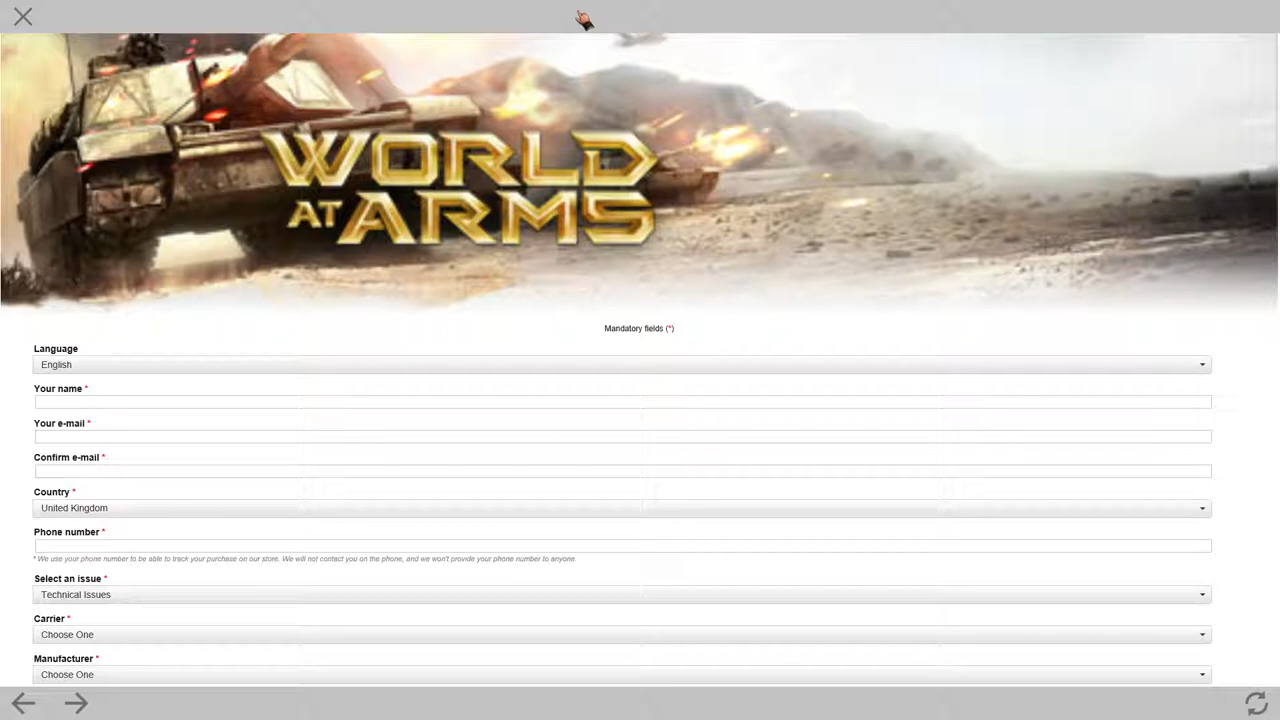 WORLD
AT ARMS
Mandatory fields (*)
Language
English
Your name *
Your e-mail *
Confirm e-mail *
Country *
United Kingdom
Phone number *
* We use your phone number to be able to track your purchase on our store. We will not contact you on the phone, and we won't provide your phone number to anyone.
Select an issue *
Technical Issues
Carrier *
Choose One
Manufacturer *
Choose One